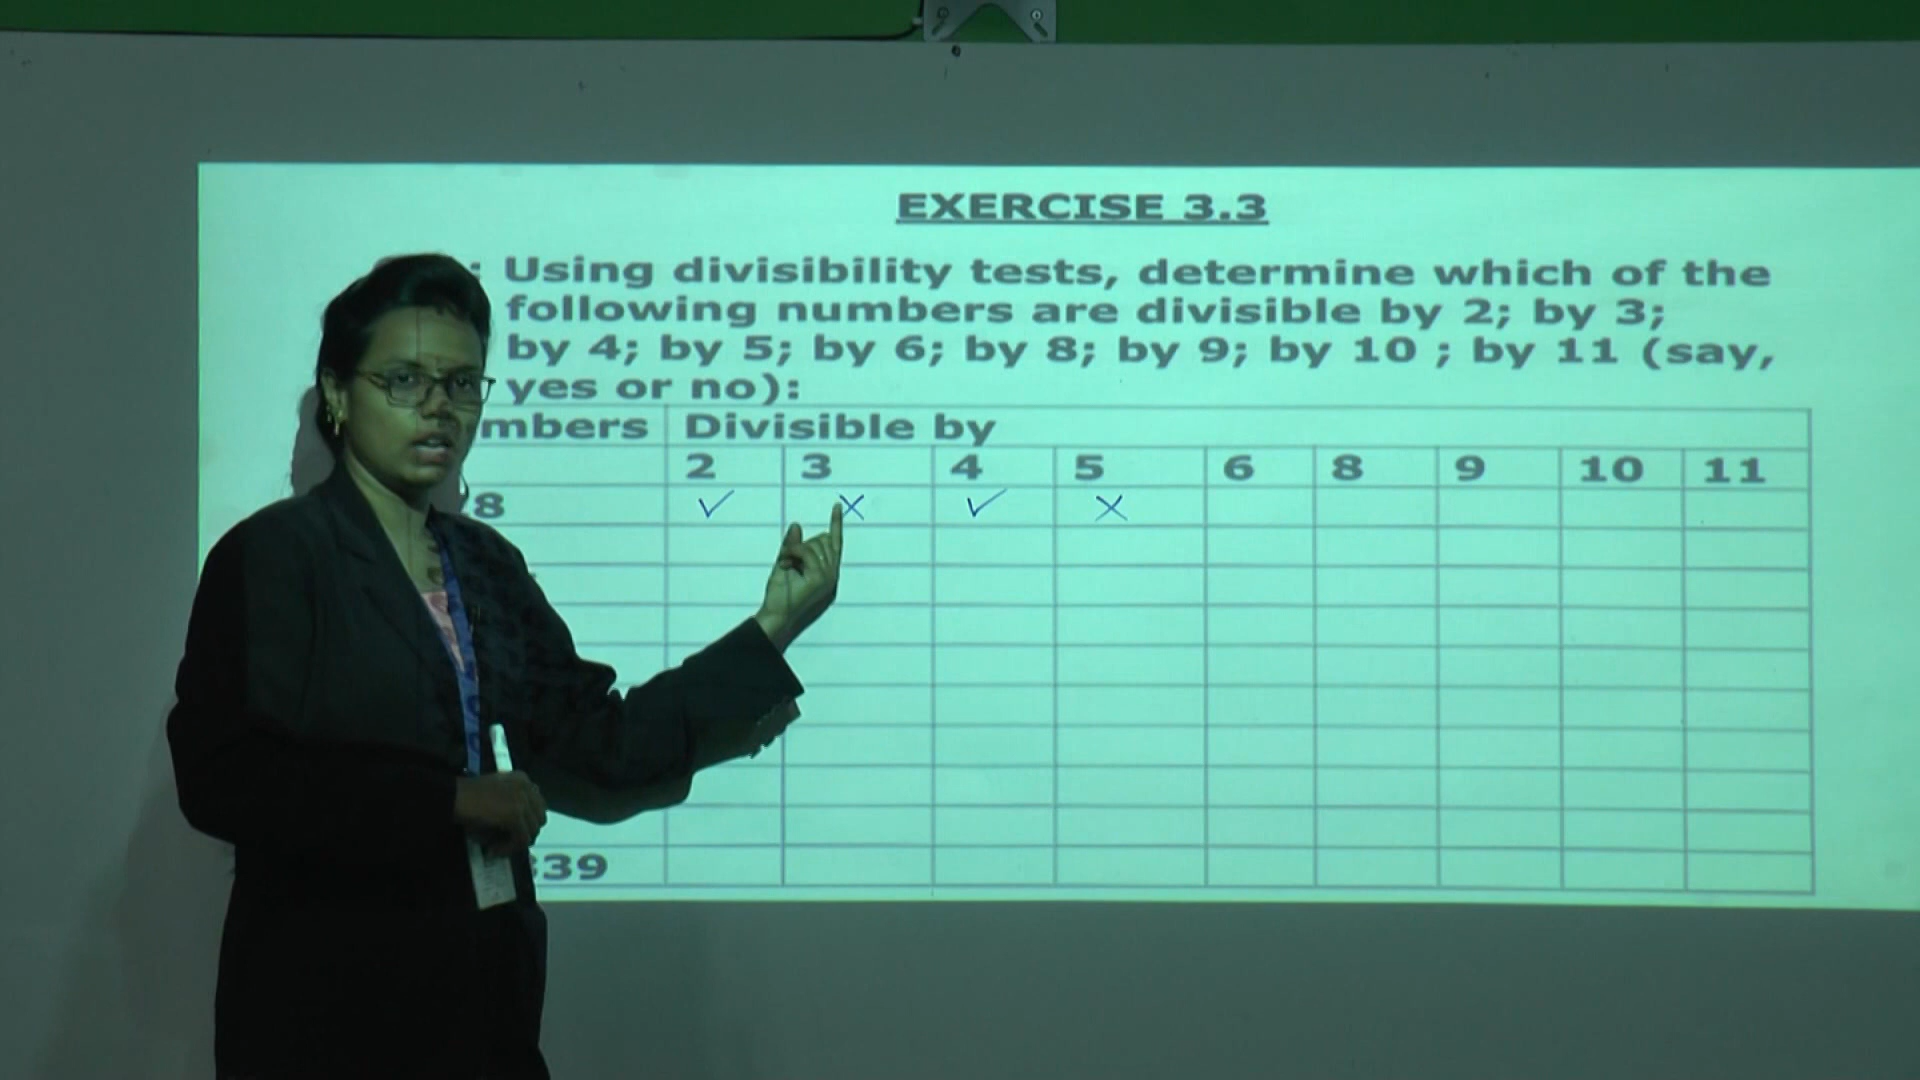 EXERCISE 3.3
: Using divisibility tests, determine which of the
following numbers are divisible by 2; by 3;
by 4; by 5; by 6; by 8; by 9; by 10 ; by 11 (say,
yes or no):
mbers Divisible by
2 3 4 5 6 8 9 10 11
8 ✓ ✗ ✓ ✗
39